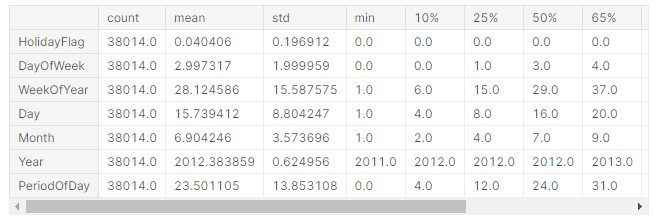 count mean std min 10% 25% 50% 65%
HolidayFlag 38014.0 0.040406 0.196912 0.0 0.0 0.0 0.0 0.0
DayOfWeek 38014.0 2.997317 1.999959 0.0 0.0 1.0 3.0 4.0
WeekOfYear 38014.0 28.124586 15.587575 1.0 6.0 15.0 29.0 37.0
Day 38014.0 15.739412 8.804247 1.0 4.0 8.0 16.0 20.0
Month 38014.0 6.904246 3.573696 1.0 2.0 4.0 7.0 9.0
Year 38014.0 2012.383859 0.624956 2011.0 2012.0 2012.0 2012.0 2013.0
PeriodOfDay 38014.0 23.501105 13.853108 0.0 4.0 12.0 24.0 31.0